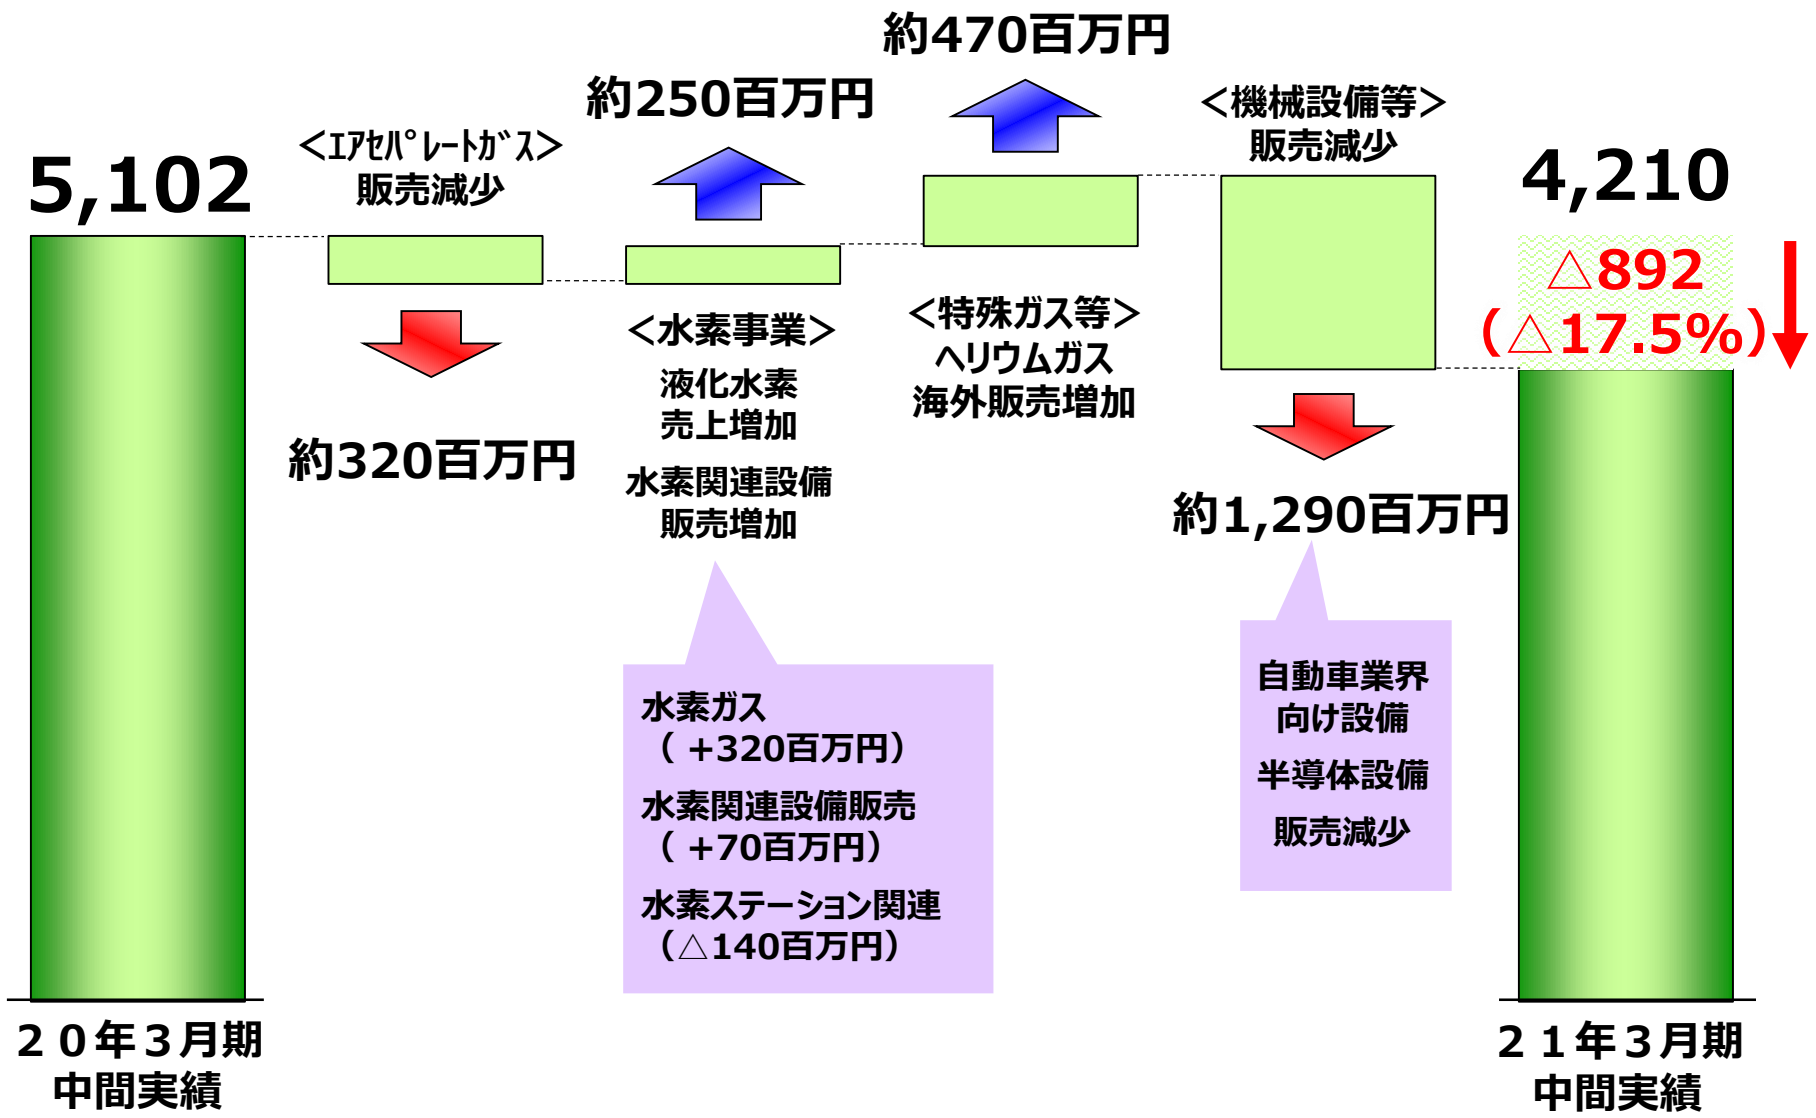 5,102
２０年３月期
中間実績
＜ｴｱｾﾊﾟﾚｰﾄｶﾞｽ＞
販売減少
約320百万円
約250百万円
＜水素事業＞
液化水素
売上増加
水素関連設備
販売増加
水素ガス
（ +320百万円）
水素関連設備販売
（ +70百万円）
水素ステーション関連
（△140百万円）
約470百万円
＜特殊ガス等＞
ヘリウムガス
海外販売増加
＜機械設備等＞
販売減少
約1,290百万円
自動車業界
向け設備
半導体設備
販売減少
4,210
△892
（△17.5%）
２１年３月期
中間実績